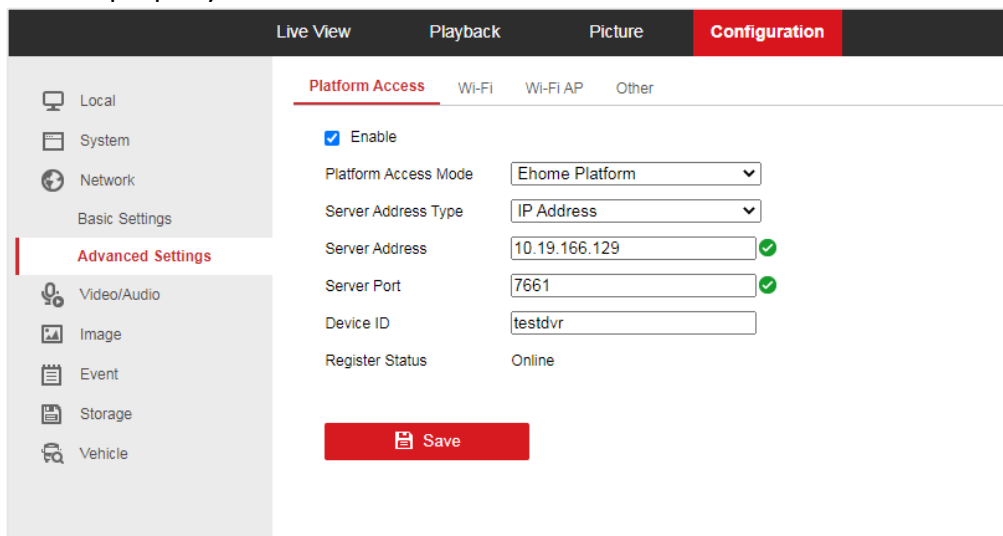 Live View Playback Picture Configuration
Platform Access Wi-Fi Wi-Fi AP Other
Local
System
Network
Basic Settings
Advanced Settings
Video/Audio
Image
Event
Storage
Vehicle
Enable
Platform Access Mode Ehome Platform
Server Address Type IP Address
Server Address 10.19.166.129
Server Port 7661
Device ID testdvr
Register Status Online
Save